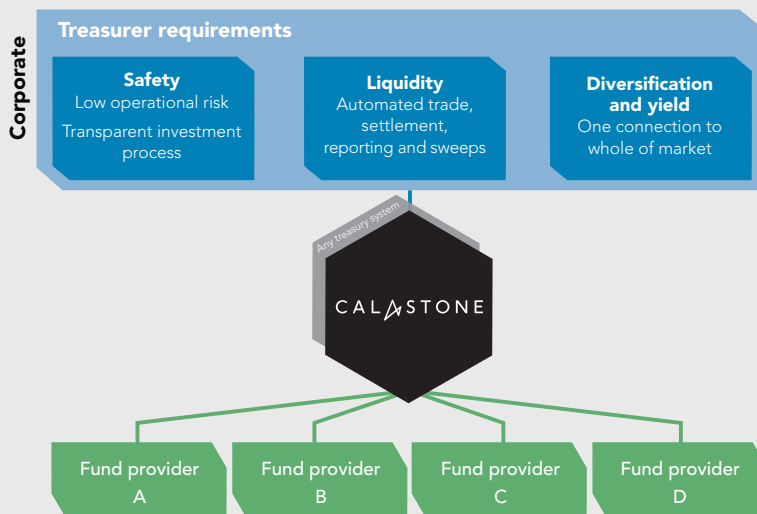 Corporate
Treasurer requirements
Safety
Low operational risk
Transparent investment
process
Liquidity
Automated trade,
settlement,
reporting and sweeps
Diversification
and yield
One connection to
whole of market
Any treasury system
CALASTONE
Fund provider
A
Fund provider
B
Fund provider
C
Fund provider
D